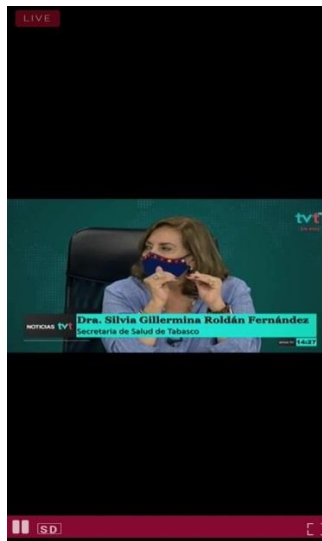 LIVE
tvt
NOTICIAS tvt
Dra. Silvia Gillermina Roldán Fernández
Secretaria de Salud de Tabasco
14:27
SD